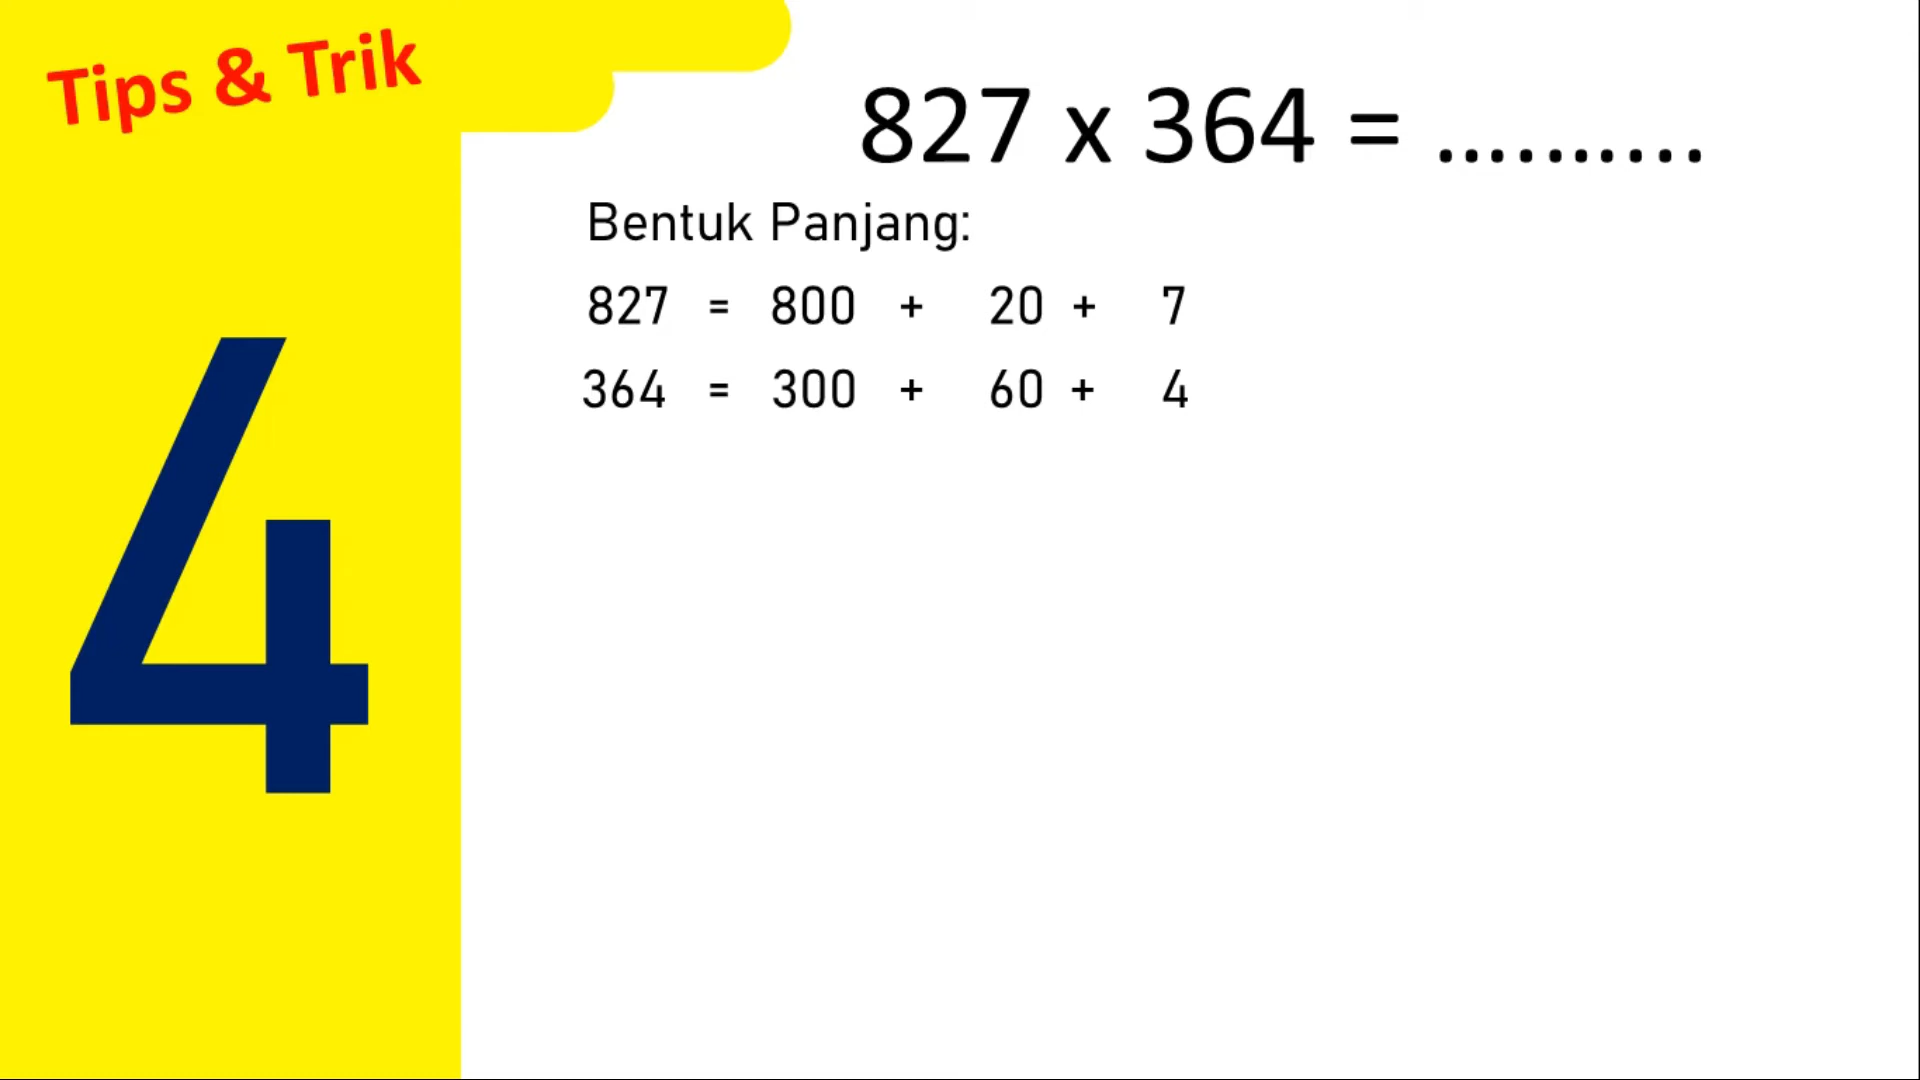 Tips & Trik
827 x 364 = ..........
Bentuk Panjang:
827 = 800 + 20 + 7
364 = 300 + 60 + 4
4